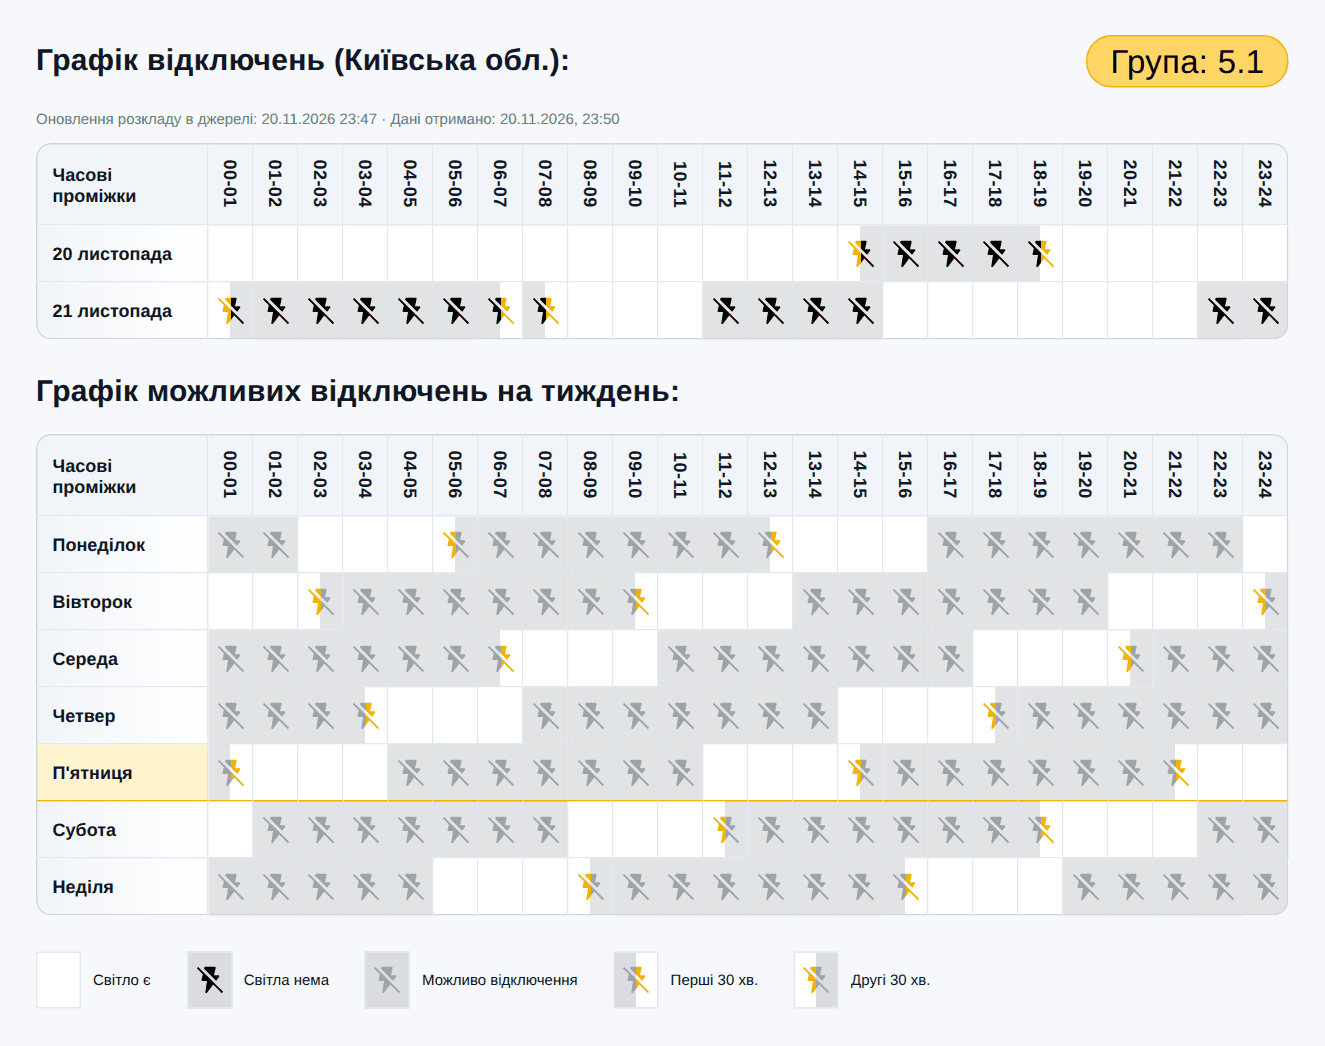 Графік відключень (Київська обл.):
Група: 5.1
Оновлення розкладу в джерелі: 20.11.2026 23:47 · Дані отримано: 20.11.2026, 23:50
Часові проміжки 00-01 01-02 02-03 03-04 04-05 05-06 06-07 07-08 08-09 09-10 10-11 11-12 12-13 13-14 14-15 15-16 16-17 17-18 18-19 19-20 20-21 21-22 22-23 23-24
20 листопада
21 листопада
Графік можливих відключень на тиждень:
Часові проміжки 00-01 01-02 02-03 03-04 04-05 05-06 06-07 07-08 08-09 09-10 10-11 11-12 12-13 13-14 14-15 15-16 16-17 17-18 18-19 19-20 20-21 21-22 22-23 23-24
Понеділок
Вівторок
Середа
Четвер
П'ятниця
Субота
Неділя
Світло є Світла нема Можливо відключення Перші 30 хв. Другі 30 хв.